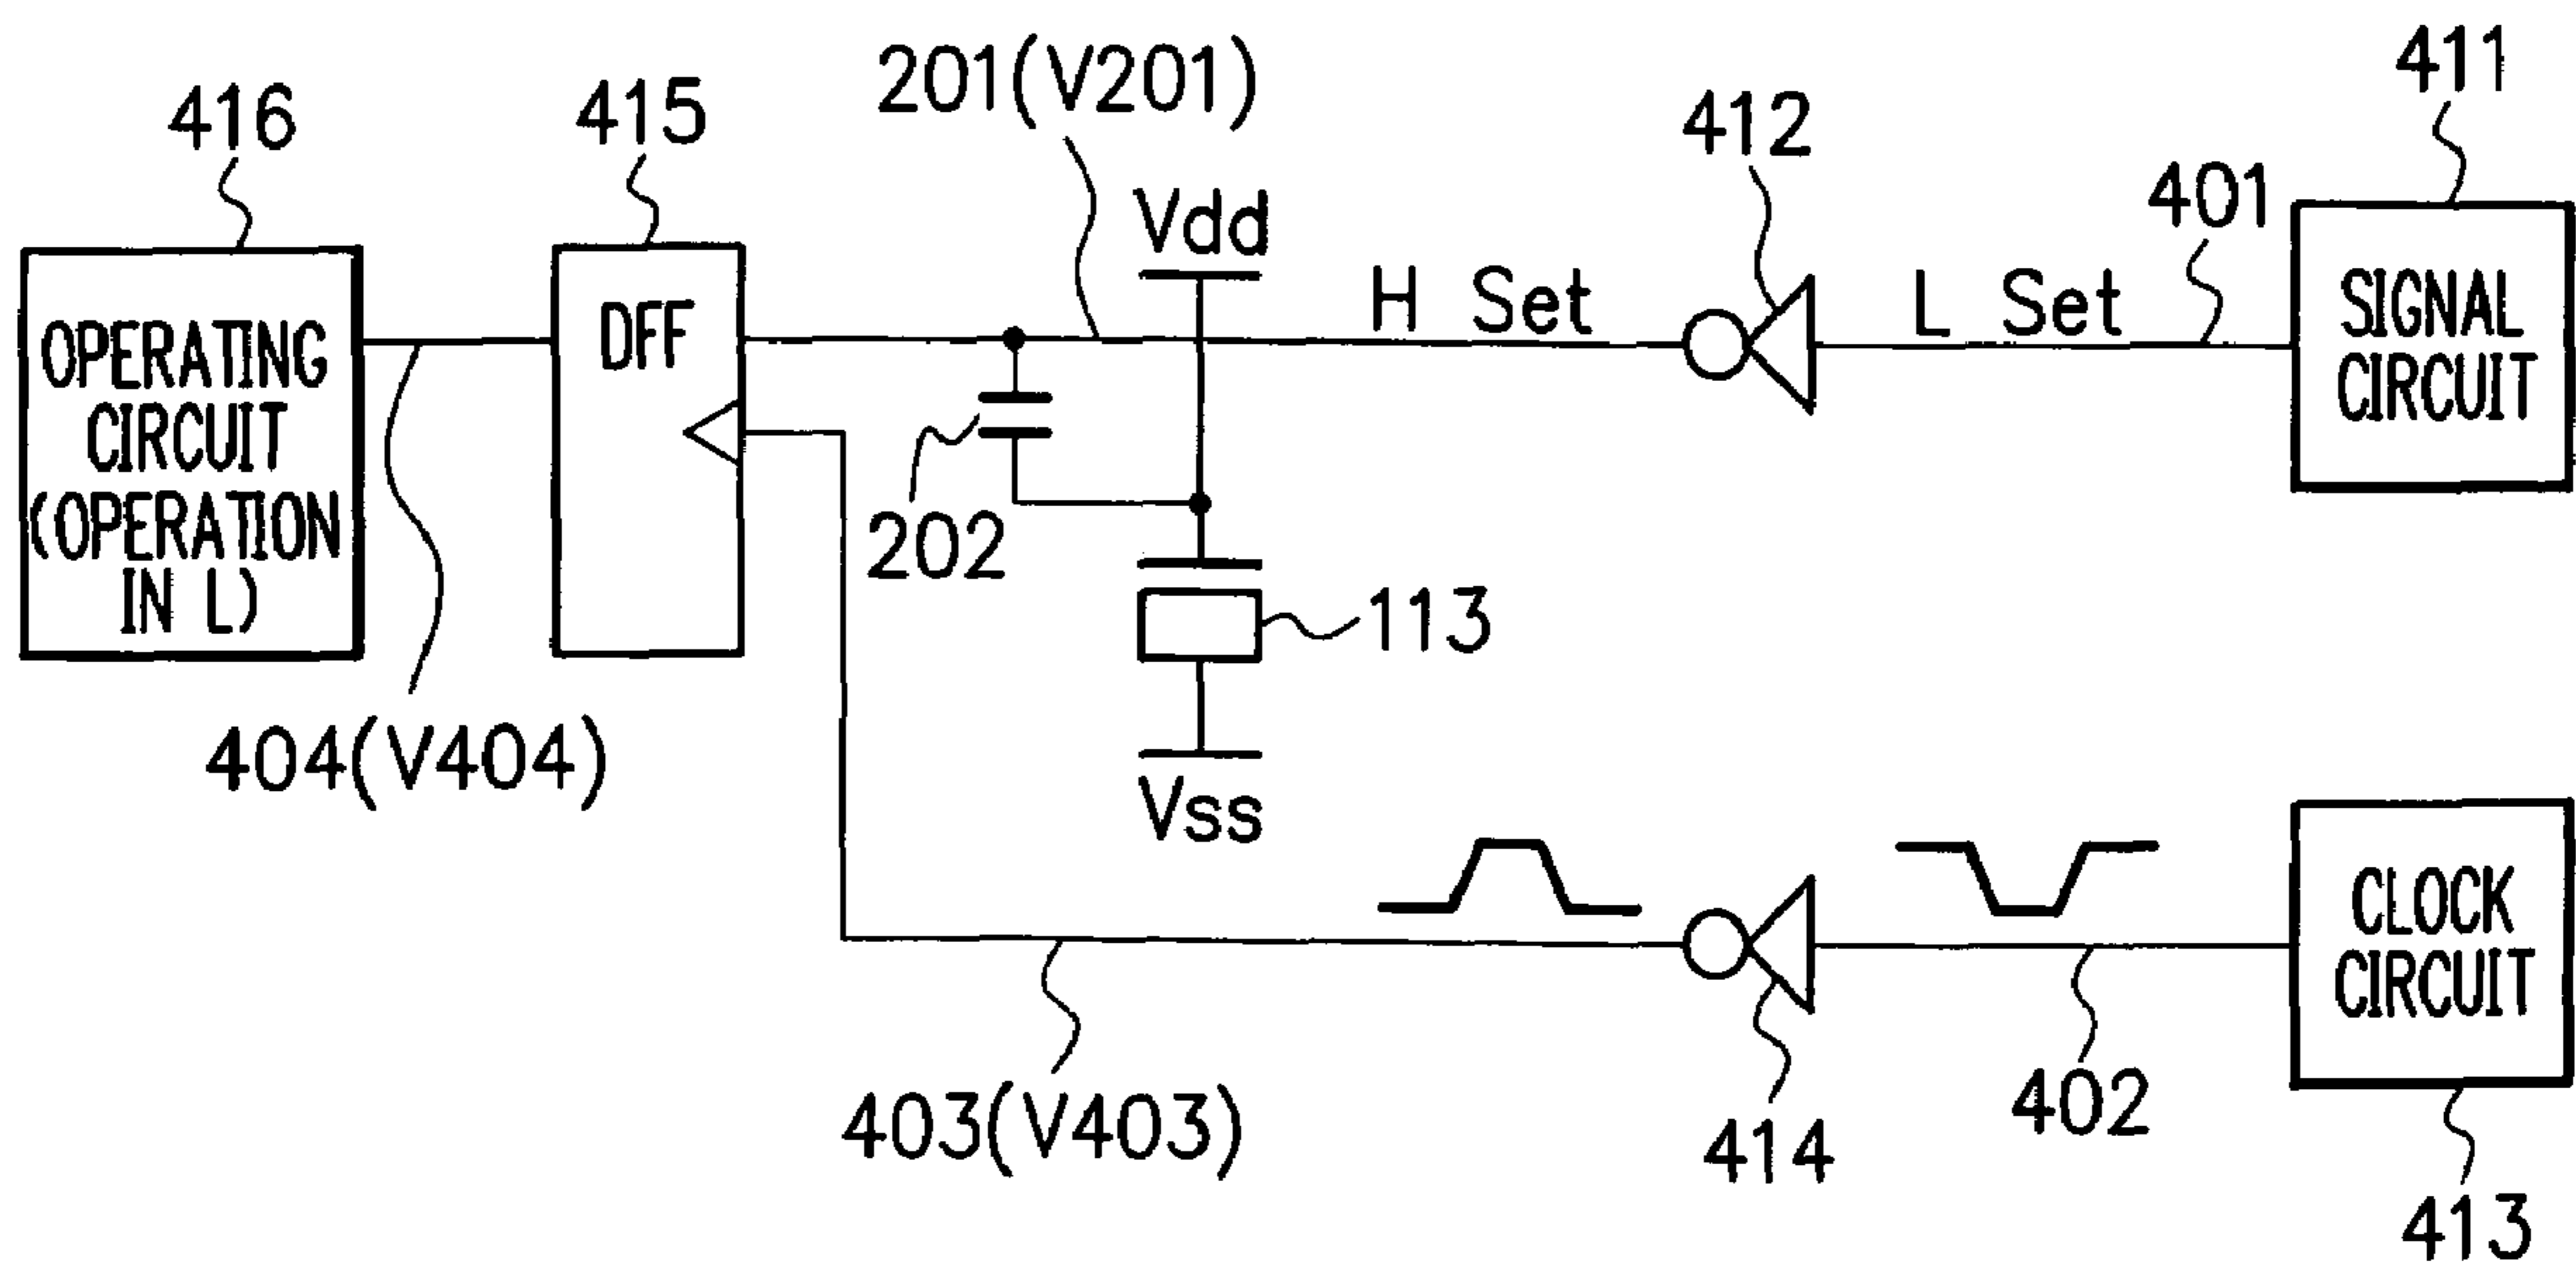 411
201(V201)
416
415
412
401
Vdd
H Set
L Set
SIGNAL
CIRCUIT
DFF
OPERATING
CIRCUIT
(OPERATION
IN L)
202
113
404(V404)
Vss
CLOCK
CIRCUIT
403(V403)
414
402
413